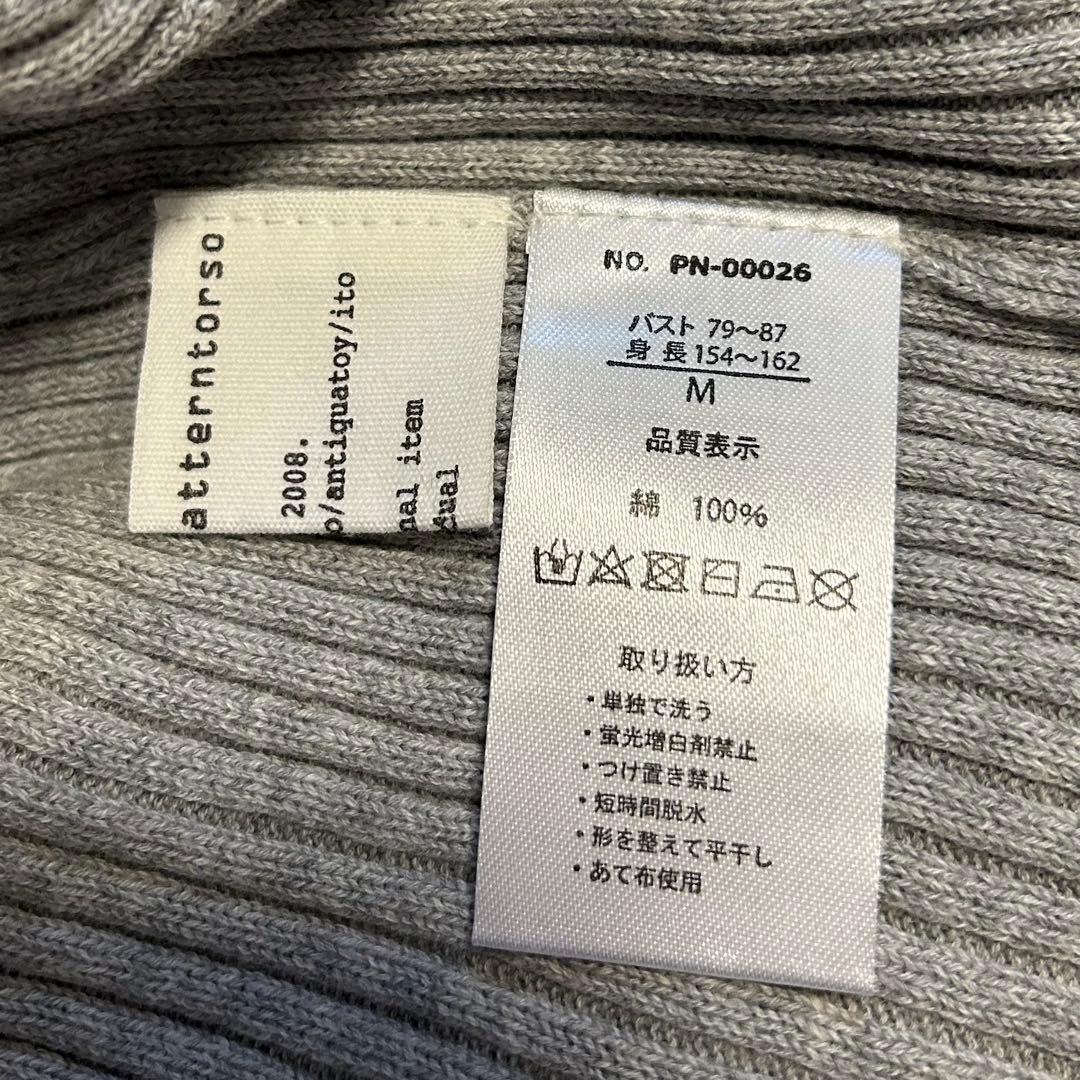 atterntorso
2008.
o/antiquatoy/ito
nal item
dual
NO. PN-00026
バスト 79〜87
身 長 154〜162
M
品質表示
綿 100%
取り扱い方
・単独で洗う
・蛍光増白剤禁止
・つけ置き禁止
・短時間脱水
・形を整えて平干し
・あて布使用